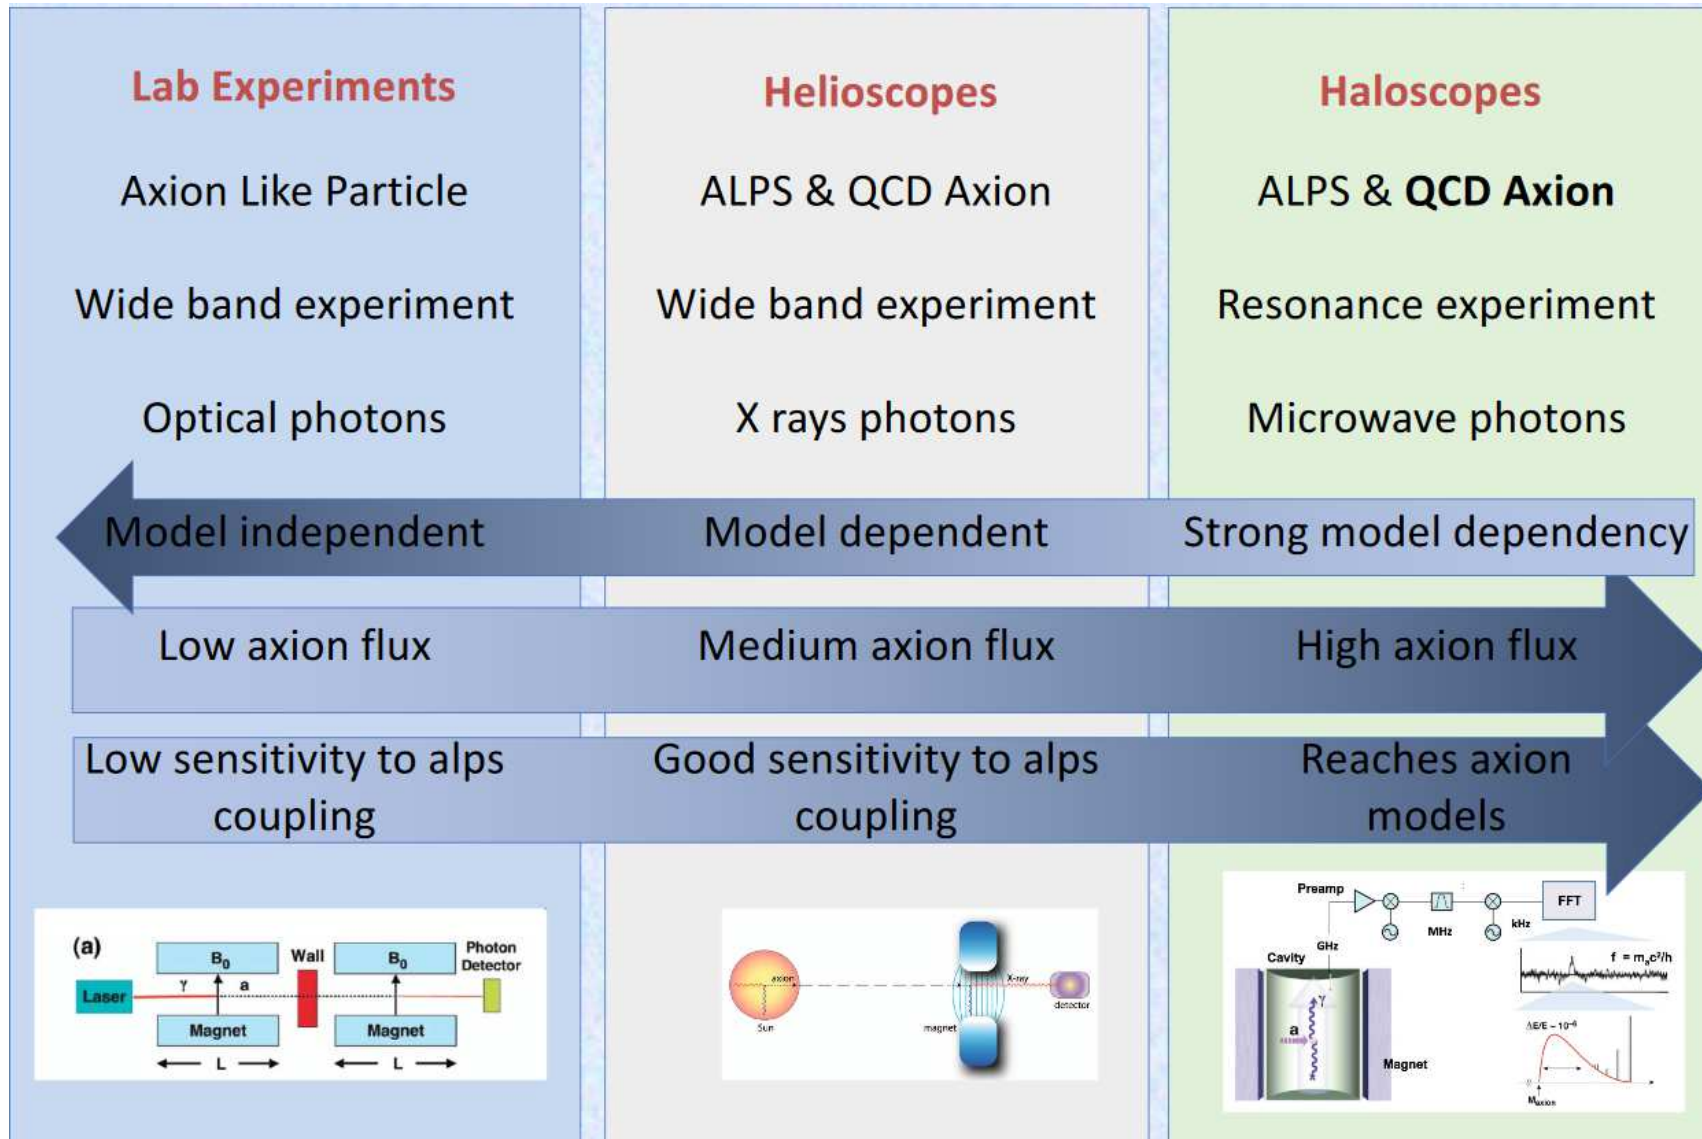 Lab Experiments
Axion Like Particle
Wide band experiment
Optical photons
Helioscopes
ALPS & QCD Axion
Wide band experiment
X rays photons
Haloscopes
ALPS & QCD Axion
Resonance experiment
Microwave photons
Model independent
Model dependent
Strong model dependency
Low axion flux
Medium axion flux
High axion flux
Low sensitivity to alps
coupling
Good sensitivity to alps
coupling
Reaches axion
models
(a)
B₀
Wall
B₀
Photon
Detector
Laser
γ
a
Magnet
Magnet
L
L
axion
Sun
X-ray
magnet
detector
Preamp
FFT
GHz
MHz
kHz
Cavity
f = mₐc²/h
γ
a
Magnet
ΔE/E ~ 10⁻⁶
Mₐₓᵢₒₙ